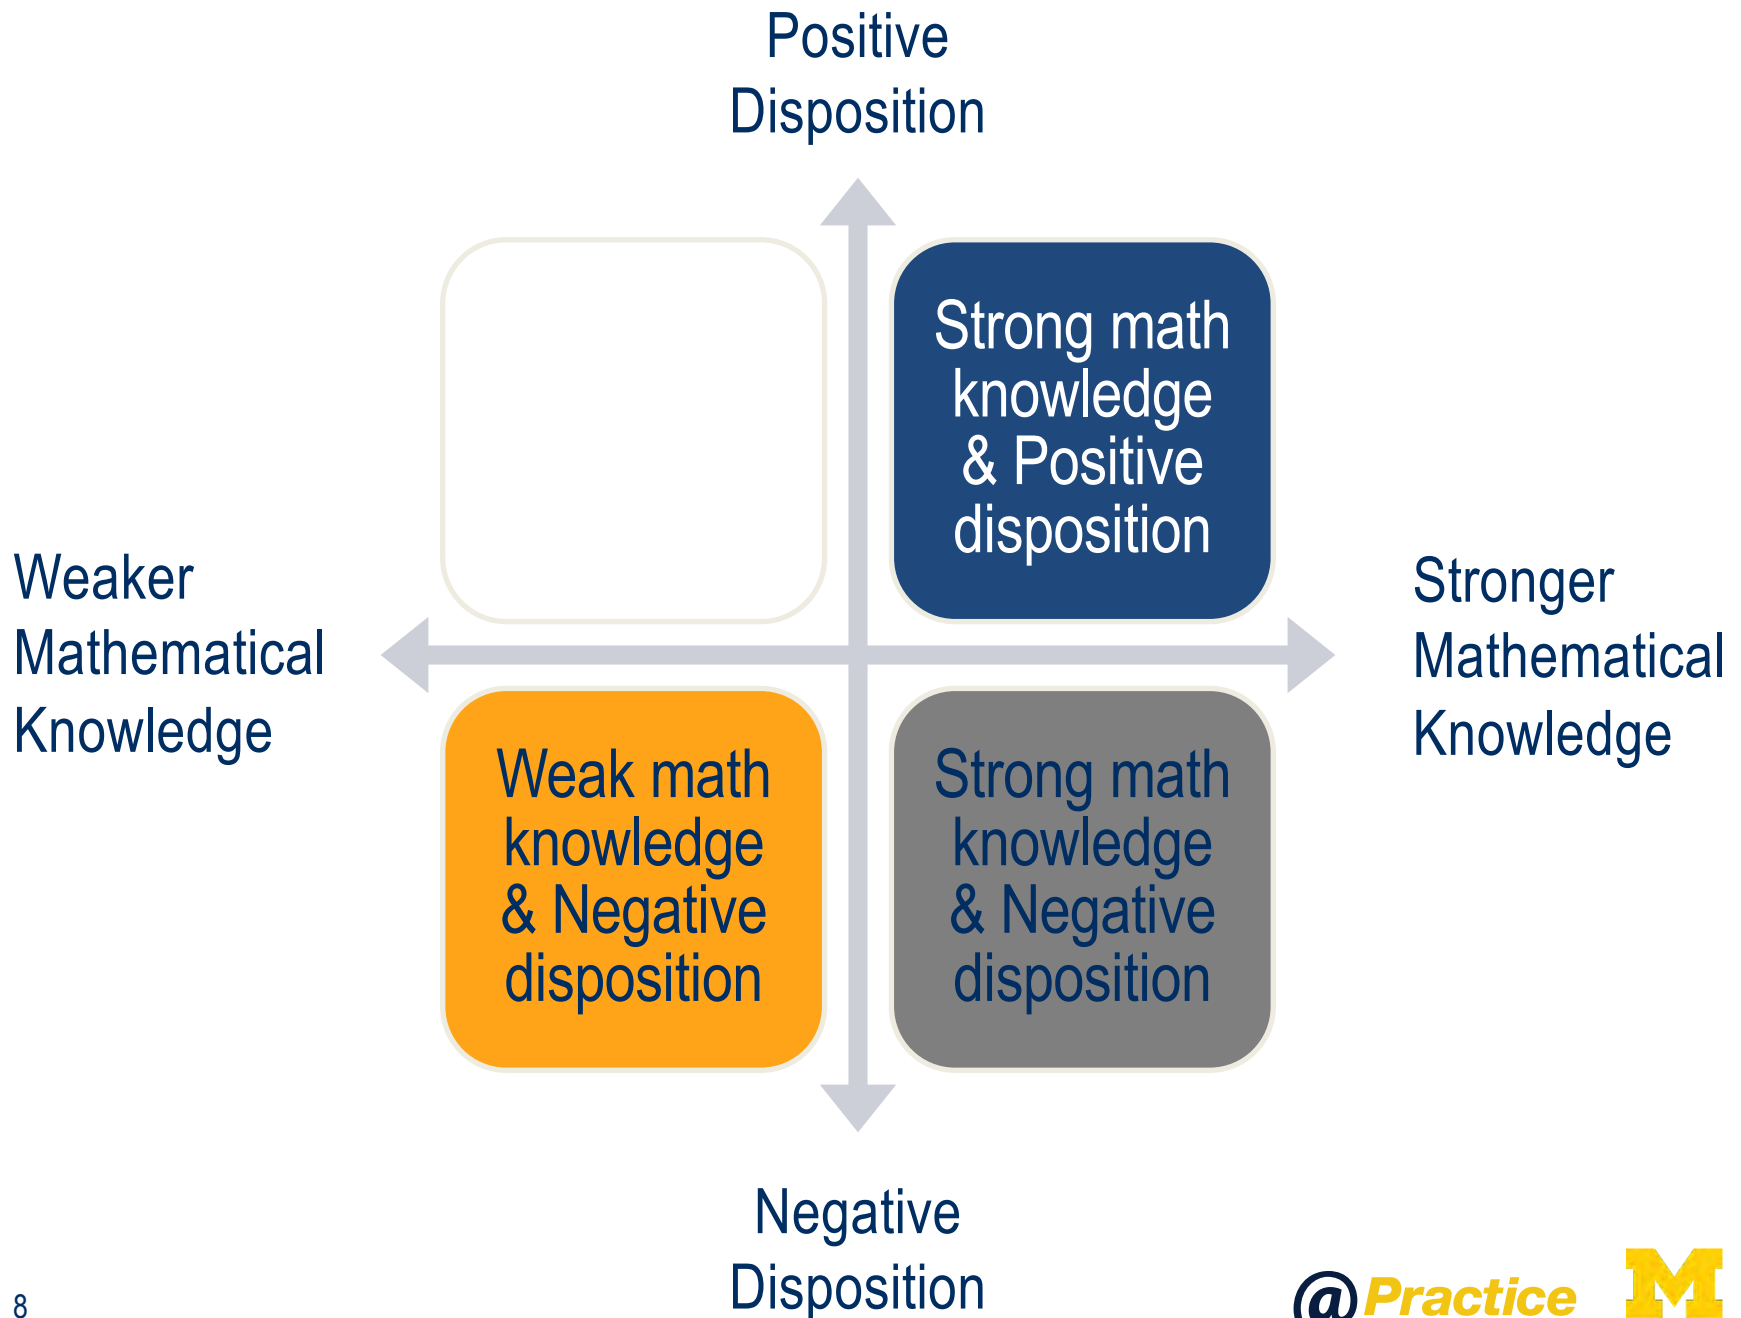 Positive
Disposition
Strong math
knowledge
& Positive
disposition
Weaker
Mathematical
Knowledge
Stronger
Mathematical
Knowledge
Weak math
knowledge
& Negative
disposition
Strong math
knowledge
& Negative
disposition
Negative
Disposition
8
@Practice
M